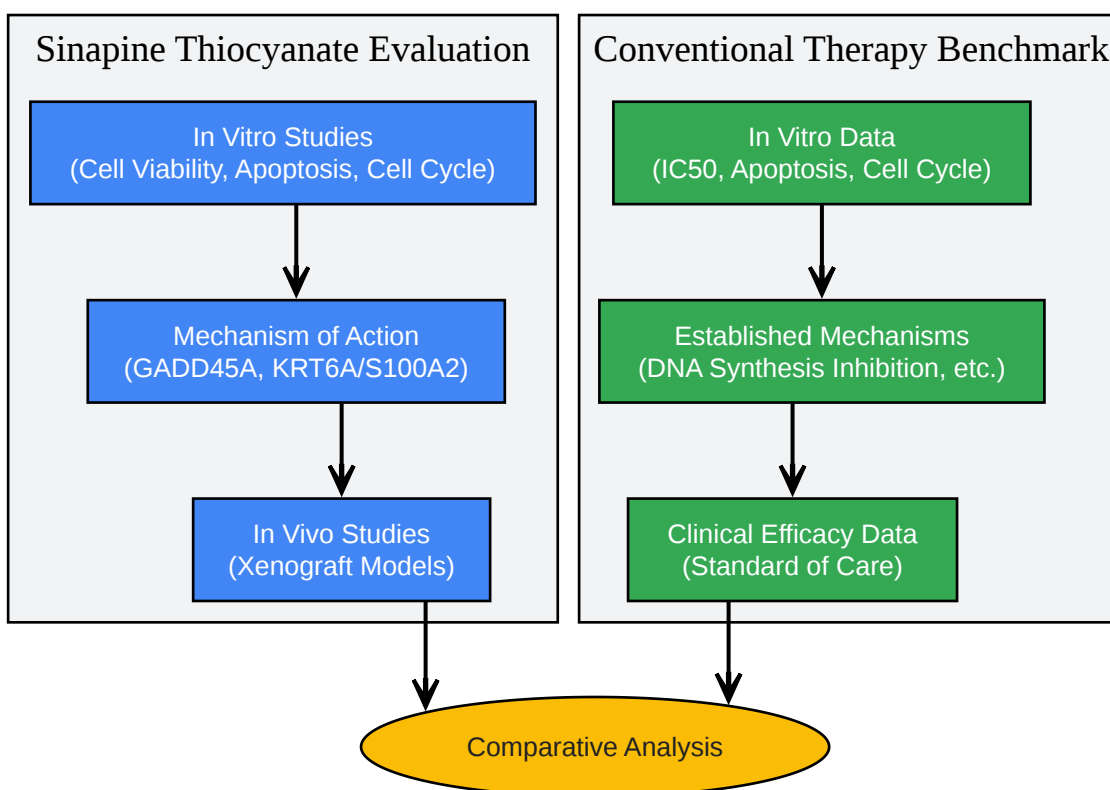 Sinapine Thiocyanate Evaluation
In Vitro Studies
(Cell Viability, Apoptosis, Cell Cycle)
Mechanism of Action
(GADD45A, KRT6A/S100A2)
In Vivo Studies
(Xenograft Models)
Conventional Therapy Benchmark
In Vitro Data
(IC50, Apoptosis, Cell Cycle)
Established Mechanisms
(DNA Synthesis Inhibition, etc.)
Clinical Efficacy Data
(Standard of Care)
Comparative Analysis